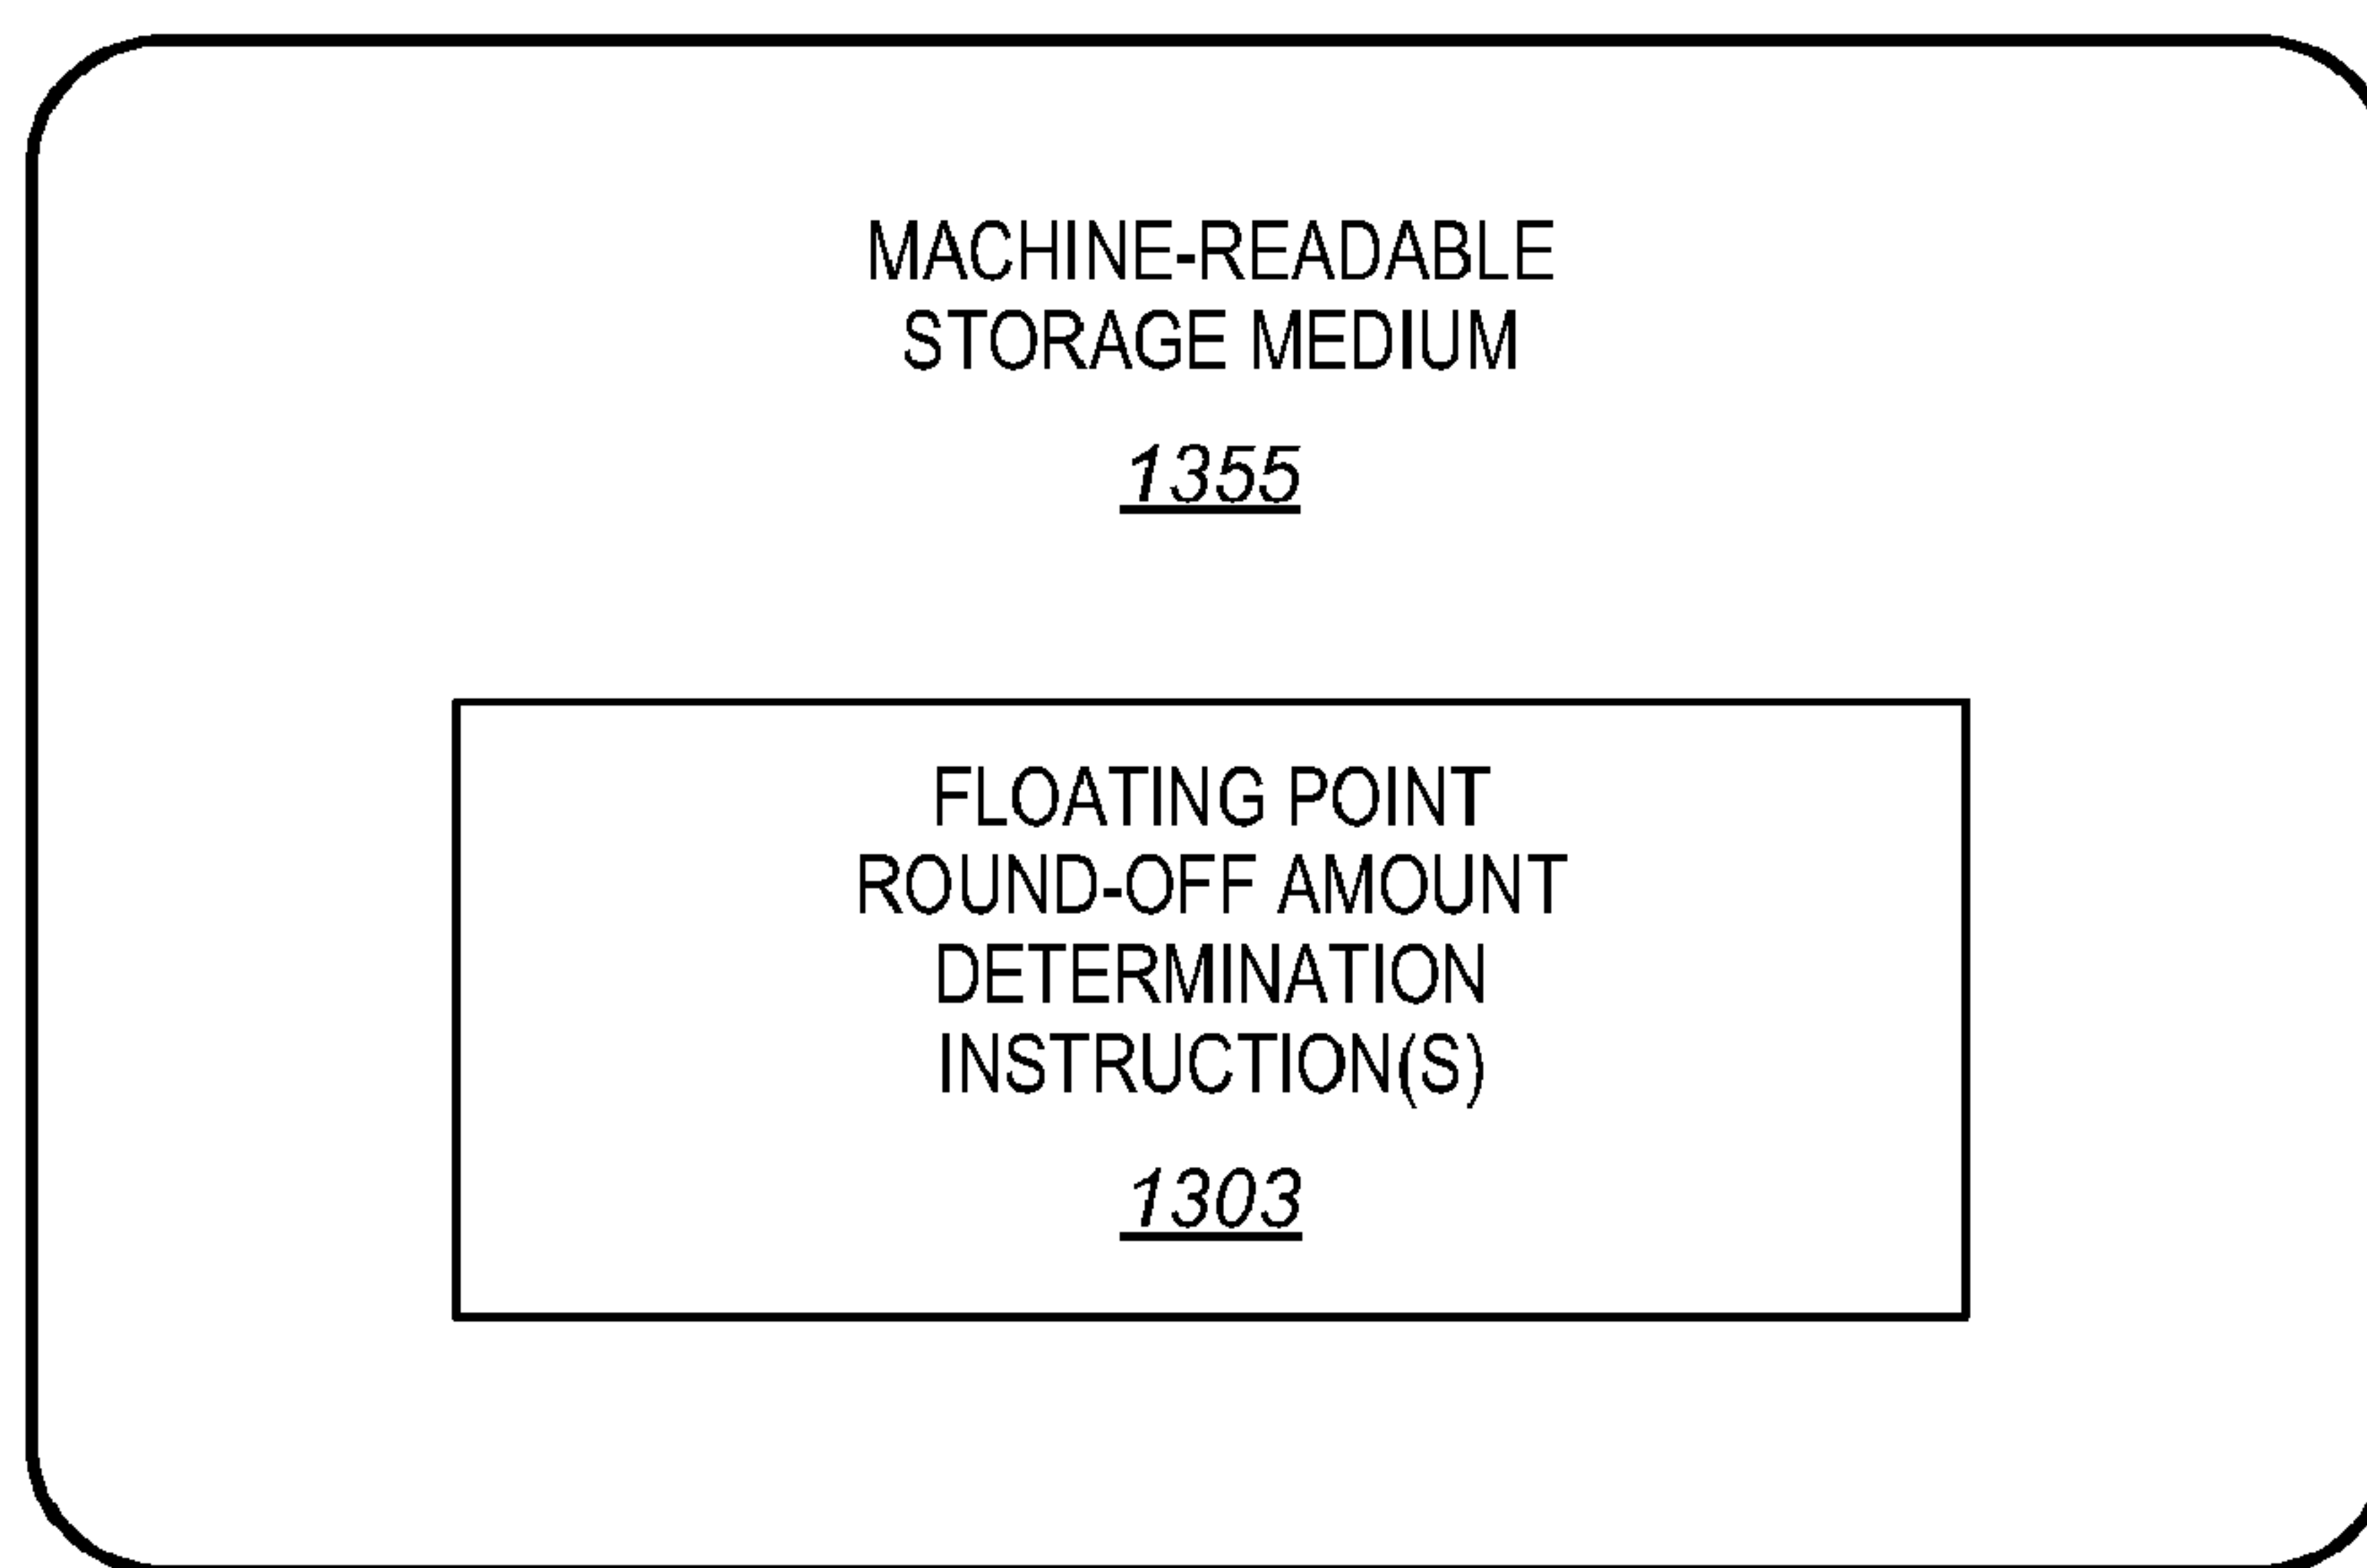 MACHINE-READABLE
STORAGE MEDIUM
1355
FLOATING POINT
ROUND-OFF AMOUNT
DETERMINATION
INSTRUCTION(S)
1303